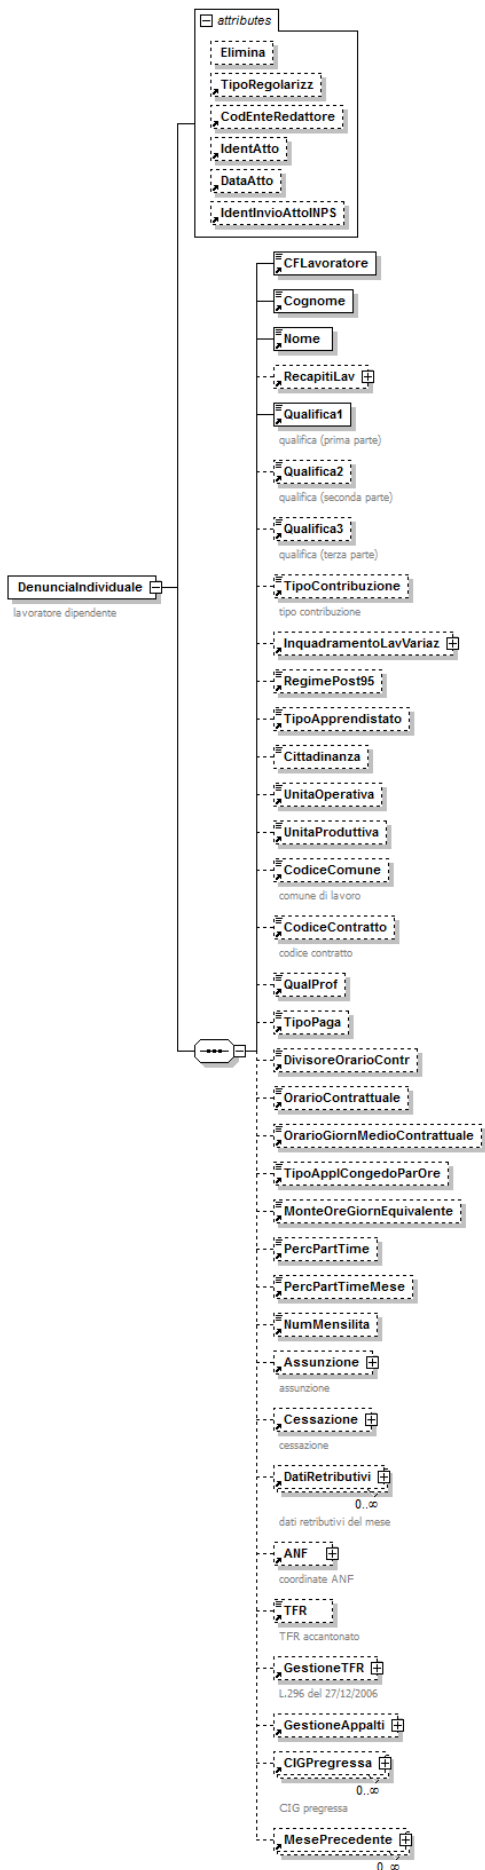 attributes
Elimina
TipoRegolarizz
CodEnteRedattore
IdentAtto
DataAtto
IdentInvioAttoINPS
CFLavoratore
Cognome
Nome
RecapitiLav
Qualifica1
qualifica (prima parte)
Qualifica2
qualifica (seconda parte)
Qualifica3
qualifica (terza parte)
DenunciaIndividuale
lavoratore dipendente
TipoContribuzione
tipo contribuzione
InquadramentoLavVariaz
RegimePost95
TipoApprendistato
Cittadinanza
UnitaOperativa
UnitaProduttiva
CodiceComune
comune di lavoro
CodiceContratto
codice contratto
QualProf
TipoPaga
DivisoreOrarioContr
OrarioContrattuale
OrarioGiornMedioContrattuale
TipoApplCongedoParOre
MonteOreGiornEquivalente
PercPartTime
PercPartTimeMese
NumMensilita
Assunzione
assunzione
Cessazione
cessazione
DatiRetributivi
0..∞
dati retributivi del mese
ANF
coordinate ANF
TFR
TFR accantonato
GestioneTFR
L.296 del 27/12/2006
GestioneAppalti
CIGPregressa
0..∞
CIG pregressa
MesePrecedente
0..∞